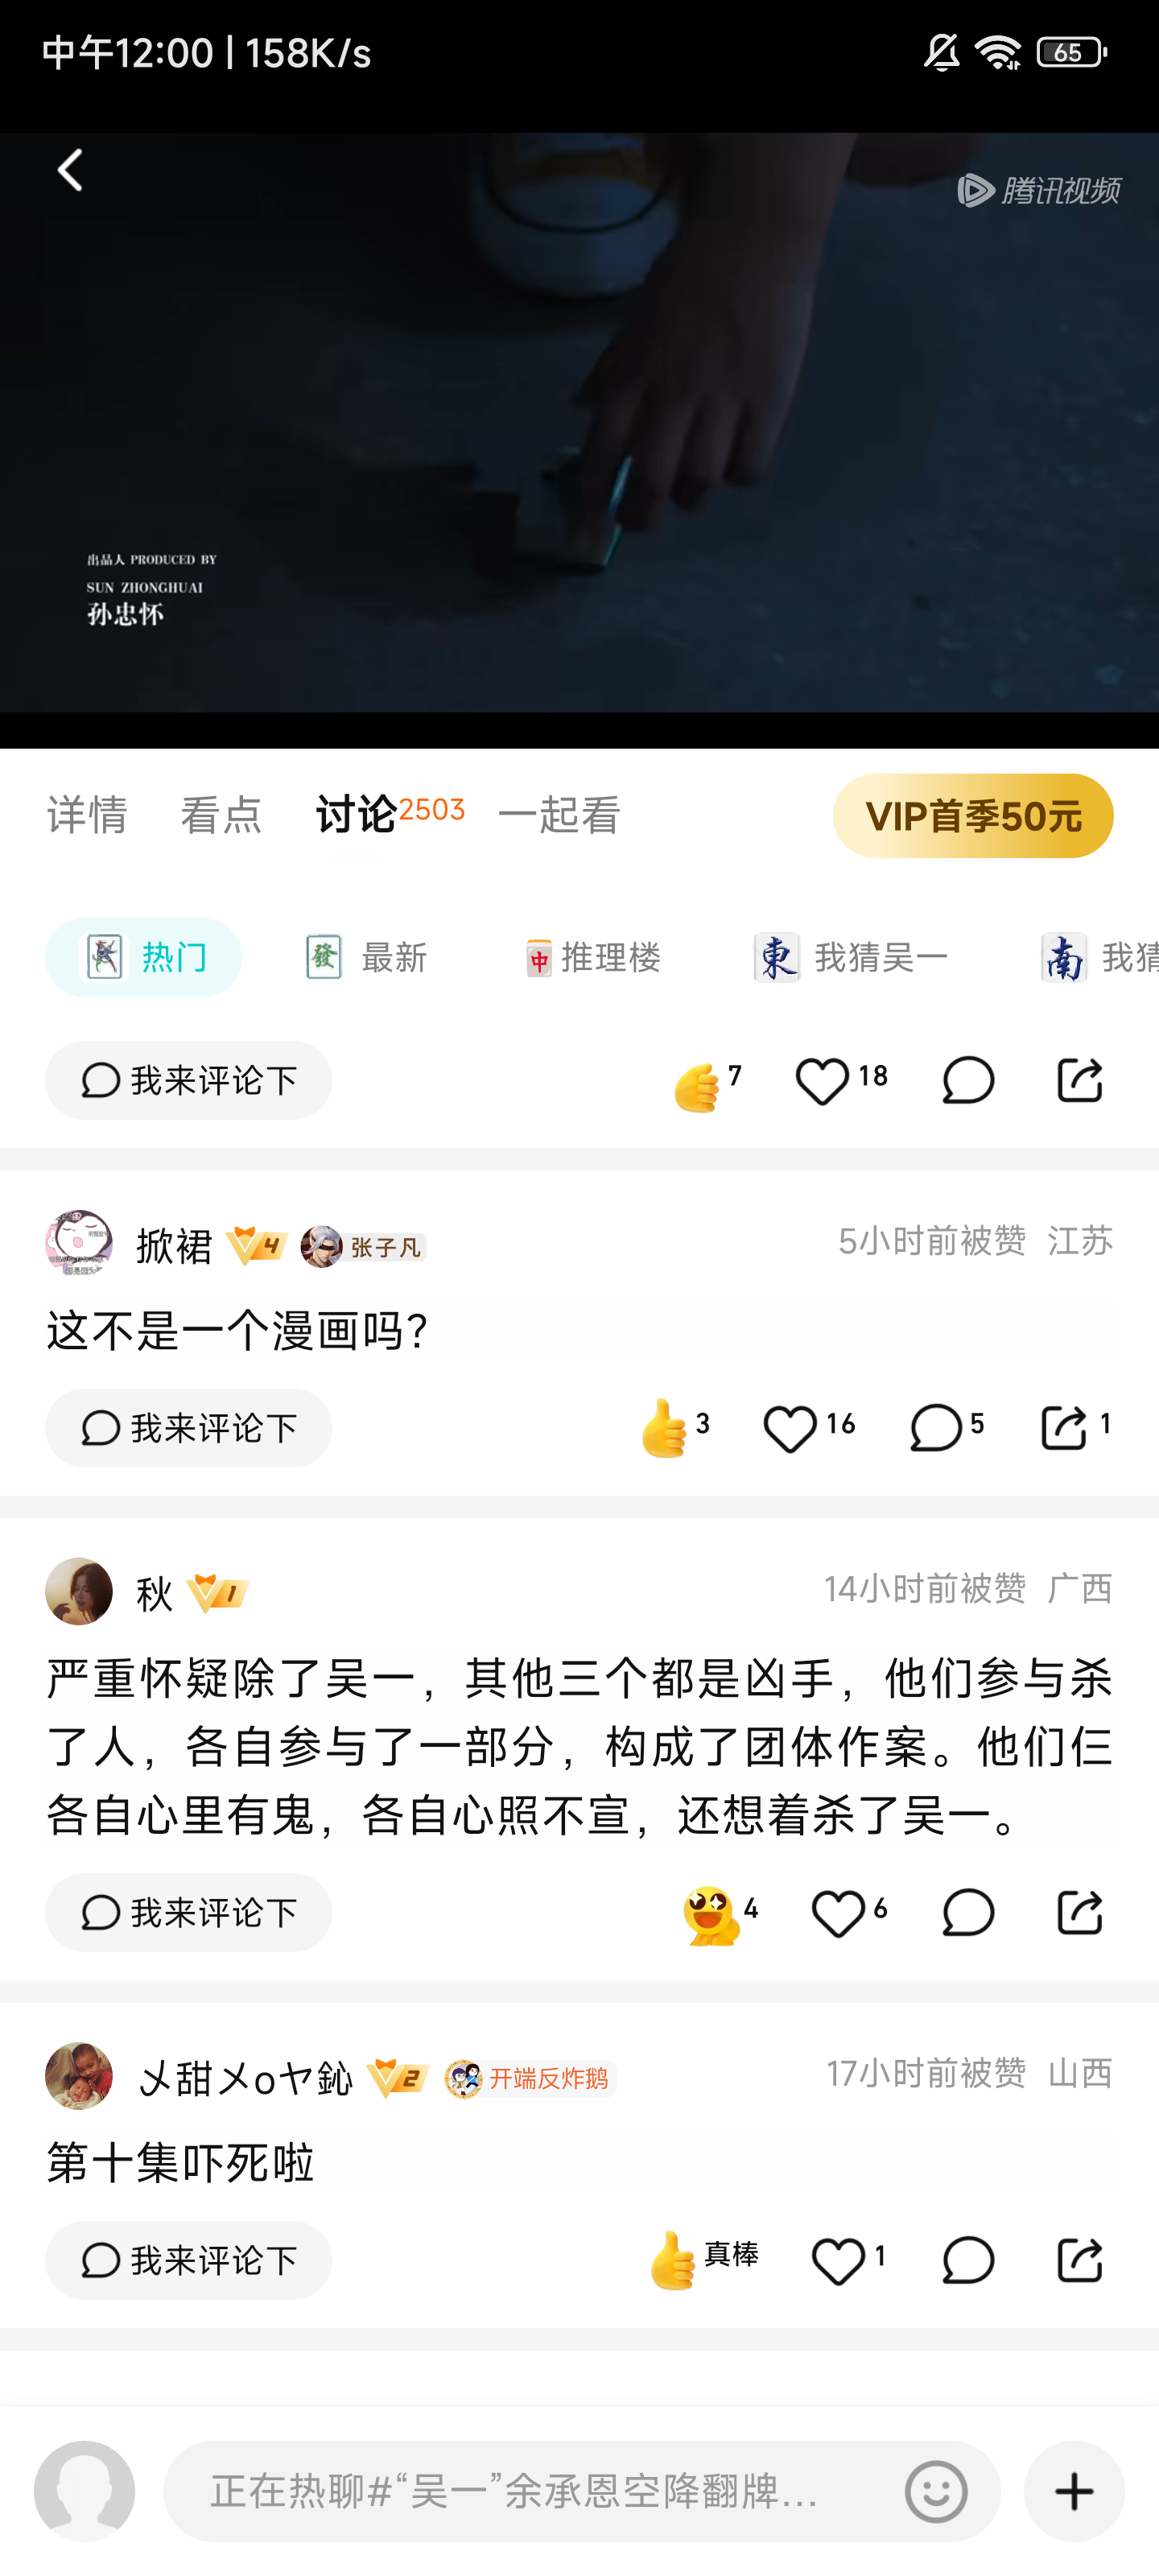 中午12:00 | 158K/s
65
腾讯视频
出品人 PRODUCED BY
SUN ZHONGHUAI
孙忠怀
详情 看点 讨论2503 一起看 VIP首季50元
热门 發 最新 中 推理楼 東 我猜吴一 南 我猜
我来评论下 7 18
掀裙 4 张子凡 5小时前被赞 江苏
这不是一个漫画吗?
我来评论下 3 16 5 1
秋 1 14小时前被赞 广西
严重怀疑除了吴一，其他三个都是凶手，他们参与杀
了人，各自参与了一部分，构成了团体作案。他们仨
各自心里有鬼，各自心照不宣，还想着杀了吴一。
我来评论下 4 6
乄甜メoヤ鈊 2 开端反炸鹅 17小时前被赞 山西
第十集吓死啦
我来评论下 真棒 1
正在热聊#“吴一”余承恩空降翻牌...